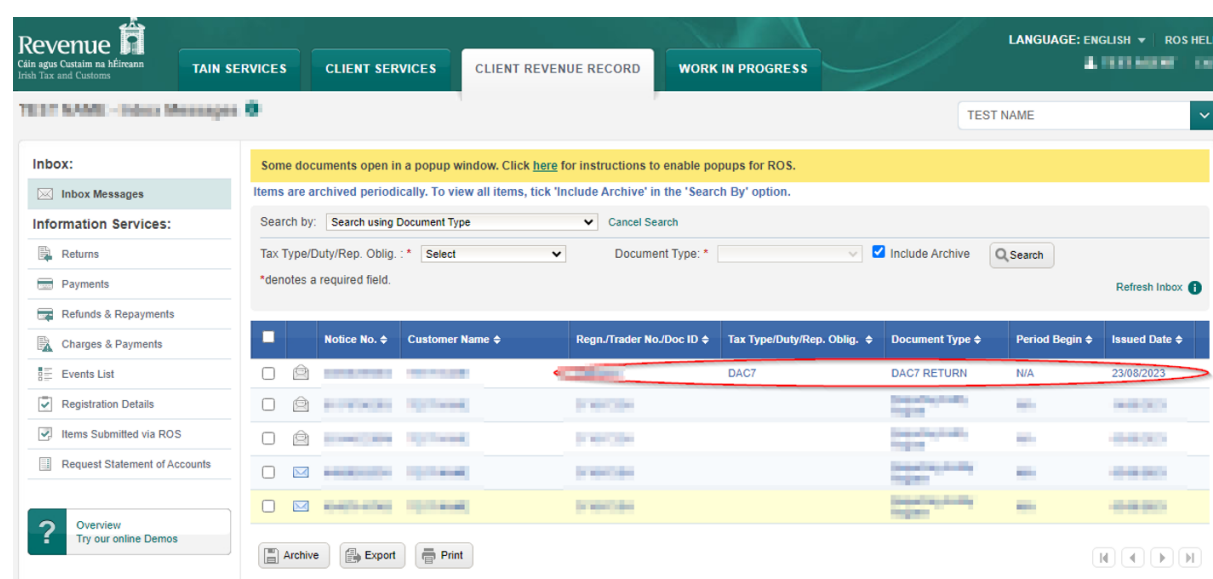 Revenue
Cáin agus Custaim na hÉireann
Irish Tax and Customs
TAIN SERVICES
CLIENT SERVICES
CLIENT REVENUE RECORD
WORK IN PROGRESS
LANGUAGE: ENGLISH
ROS HEL
TEST NAME
Inbox:
Inbox Messages
Information Services:
Returns
Payments
Refunds & Repayments
Charges & Payments
Events List
Registration Details
Items Submitted via ROS
Request Statement of Accounts
?
Overview
Try our online Demos
Some documents open in a popup window. Click here for instructions to enable popups for ROS.
Items are archived periodically. To view all items, tick 'Include Archive' in the 'Search By' option.
Search by: Search using Document Type Cancel Search
Tax Type/Duty/Rep. Oblig. : * Select Document Type: * Include Archive Search
*denotes a required field.
Refresh Inbox i
Notice No. Customer Name Regn./Trader No./Doc ID Tax Type/Duty/Rep. Oblig. Document Type Period Begin Issued Date
DAC7 DAC7 RETURN N/A 23/08/2023
Archive Export Print